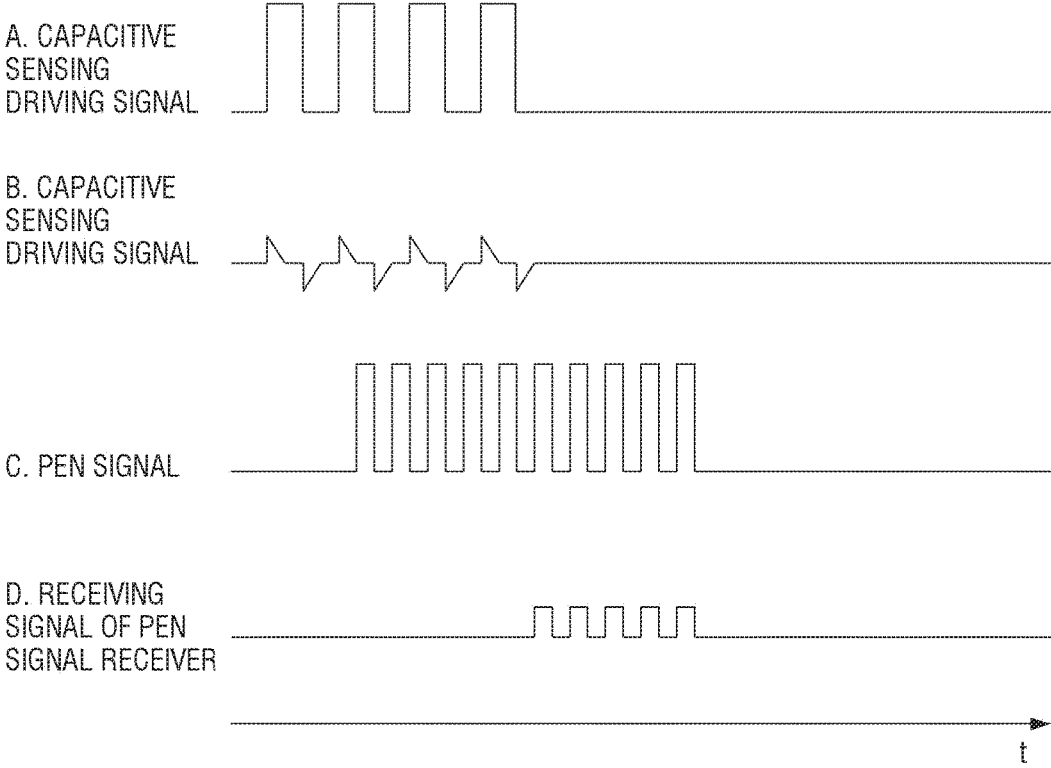 A. CAPACITIVE
SENSING
DRIVING SIGNAL
B. CAPACITIVE
SENSING
DRIVING SIGNAL
C. PEN SIGNAL
D. RECEIVING
SIGNAL OF PEN
SIGNAL RECEIVER
t